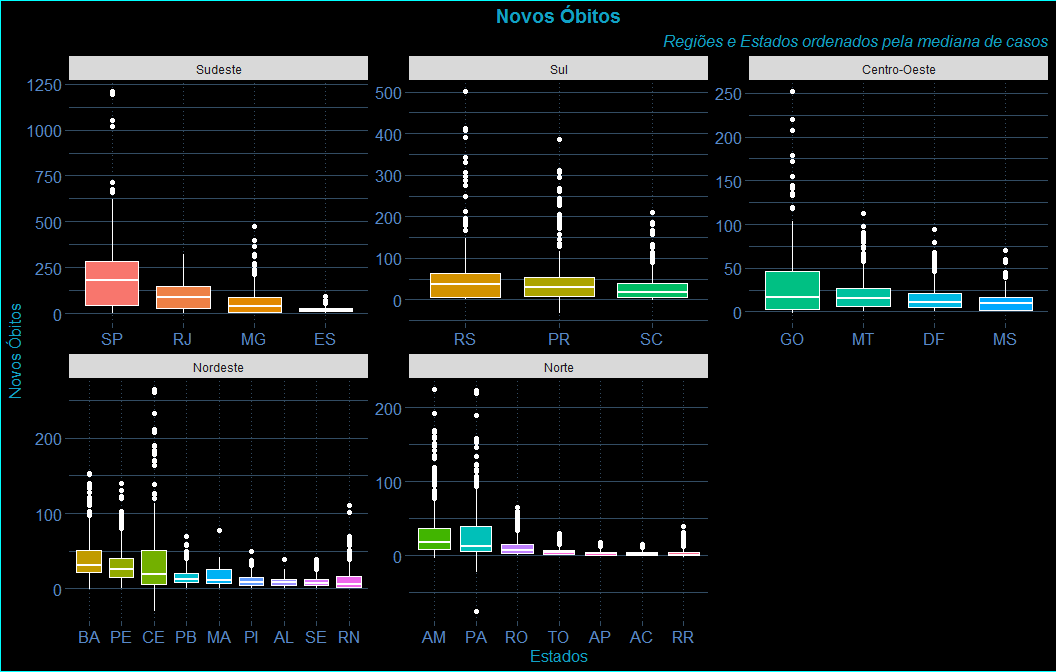 Novos Óbitos
Regiões e Estados ordenados pela mediana de casos
Novos Óbitos
Sudeste
1250
1000
750
500
250
0
SP RJ MG ES
Sul
500
400
300
200
100
0
RS PR SC
Centro-Oeste
250
200
150
100
50
0
GO MT DF MS
Nordeste
200
100
0
BA PE CE PB MA PI AL SE RN
Norte
200
100
0
AM PA RO TO AP AC RR
Estados